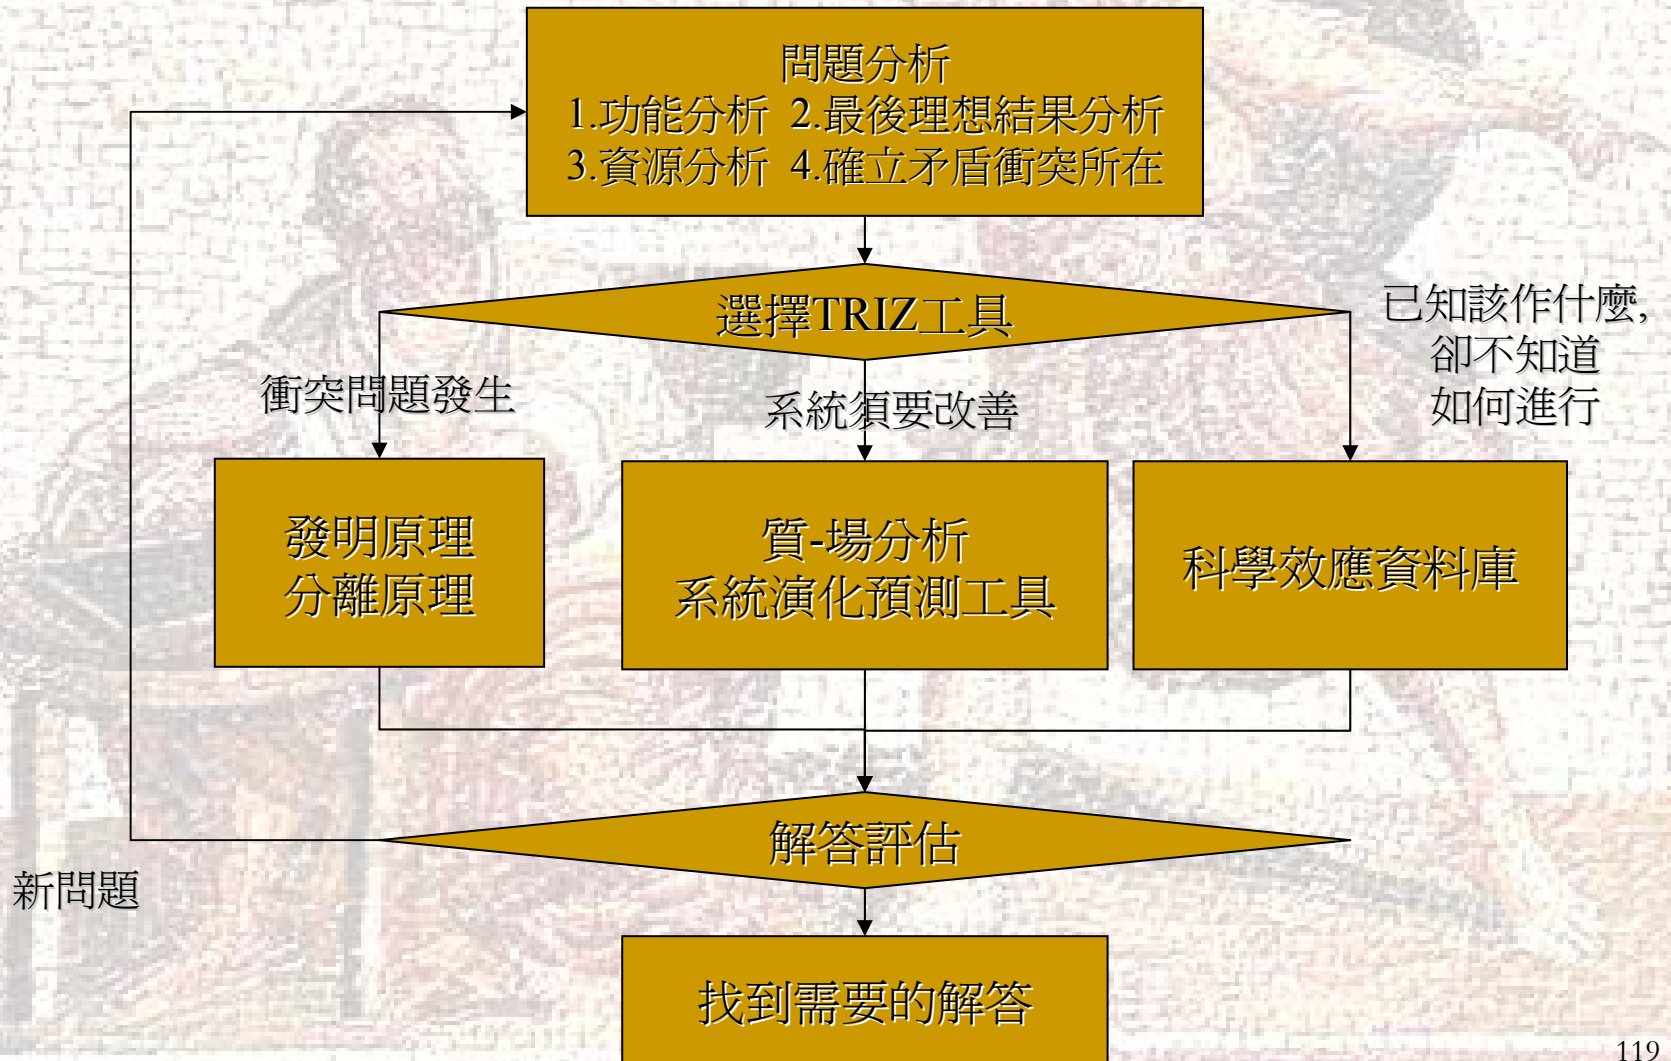 問題分析
1.功能分析 2.最後理想結果分析
3.資源分析 4.確立矛盾衝突所在
選擇TRIZ工具
已知該作什麼,
卻不知道
如何進行
衝突問題發生
系統須要改善
發明原理
分離原理
質-場分析
系統演化預測工具
科學效應資料庫
解答評估
新問題
找到需要的解答
119